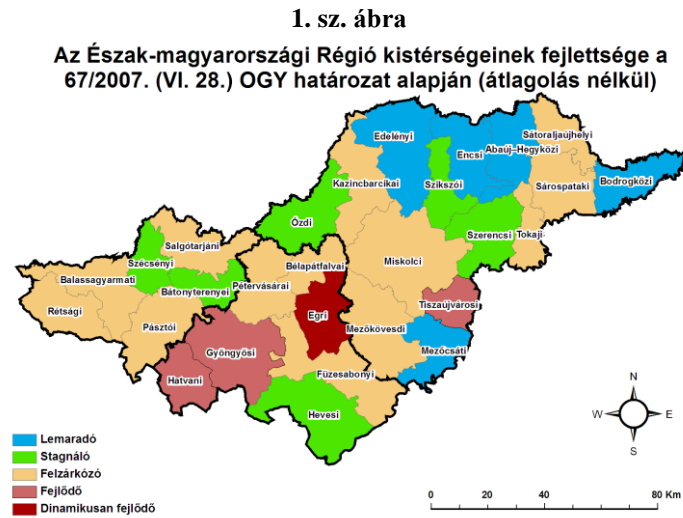 1. sz. ábra
Az Észak-magyarországi Régió kistérségeinek fejlettsége a
67/2007. (VI. 28.) OGY határozat alapján (átlagolás nélkül)
Edelényi
Encsi
Abaúj–Hegyközi
Sátoraljaújhelyi
Kazincbarcikai
Szikszói
Sárospataki
Bodrogközi
Ózdi
Szerencsi
Tokaji
Salgótarjáni
Szécsényi
Miskolci
Bélapátfalvai
Balassagyarmati
Bátonyterenyei
Pétervásárai
Tiszaújvárosi
Rétsági
Egri
Pásztói
Mezőkövesdi
Gyöngyösi
Mezőcsáti
Hatvani
Füzesabonyi
Hevesi
N
W
E
S
Lemaradó
Stagnáló
Felzárkózó
Fejlődő
Dinamikusan fejlődő
0 20 40 80 Km